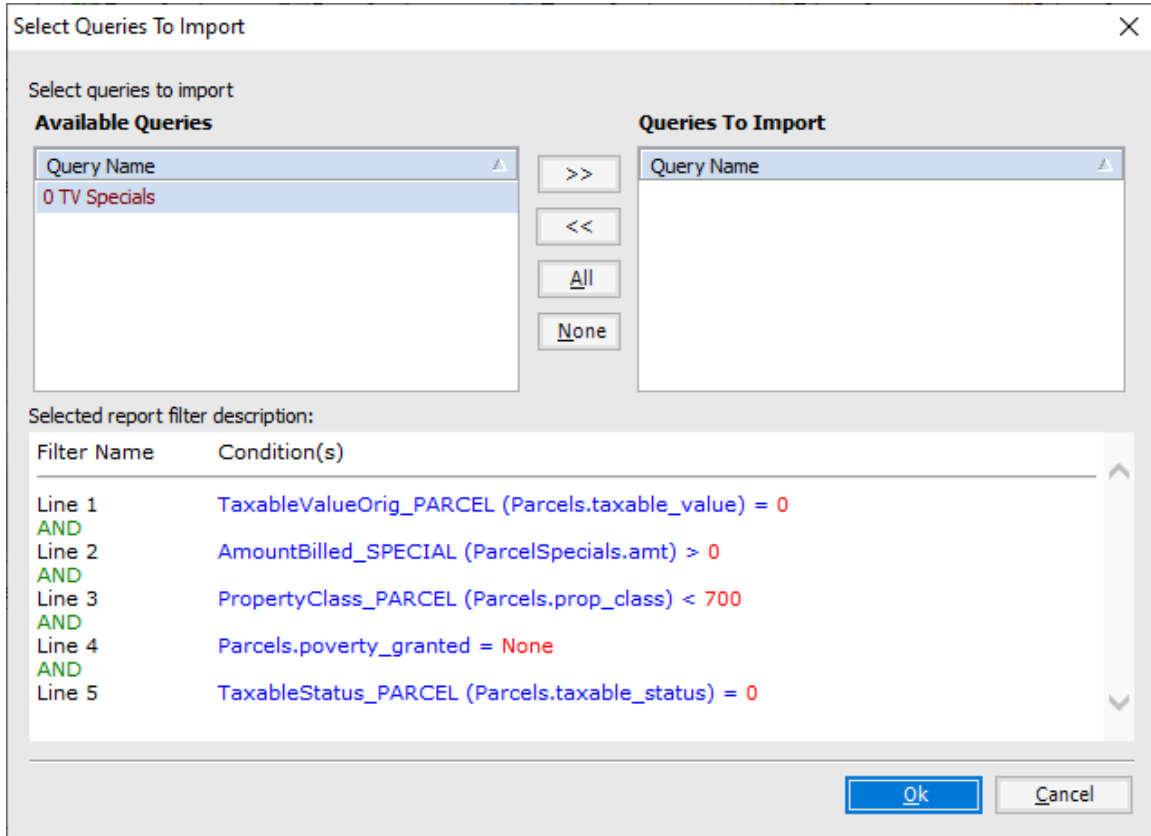 Select Queries To Import
Select queries to import
Available Queries
Queries To Import
Query Name
0 TV Specials
>>
<<
All
None
Query Name
Selected report filter description:
Filter Name Condition(s)
Line 1 TaxableValueOrig_PARCEL (Parcels.taxable_value) = 0
AND
Line 2 AmountBilled_SPECIAL (ParcelSpecials.amt) > 0
AND
Line 3 PropertyClass_PARCEL (Parcels.prop_class) < 700
AND
Line 4 Parcels.poverty_granted = None
AND
Line 5 TaxableStatus_PARCEL (Parcels.taxable_status) = 0
Ok
Cancel